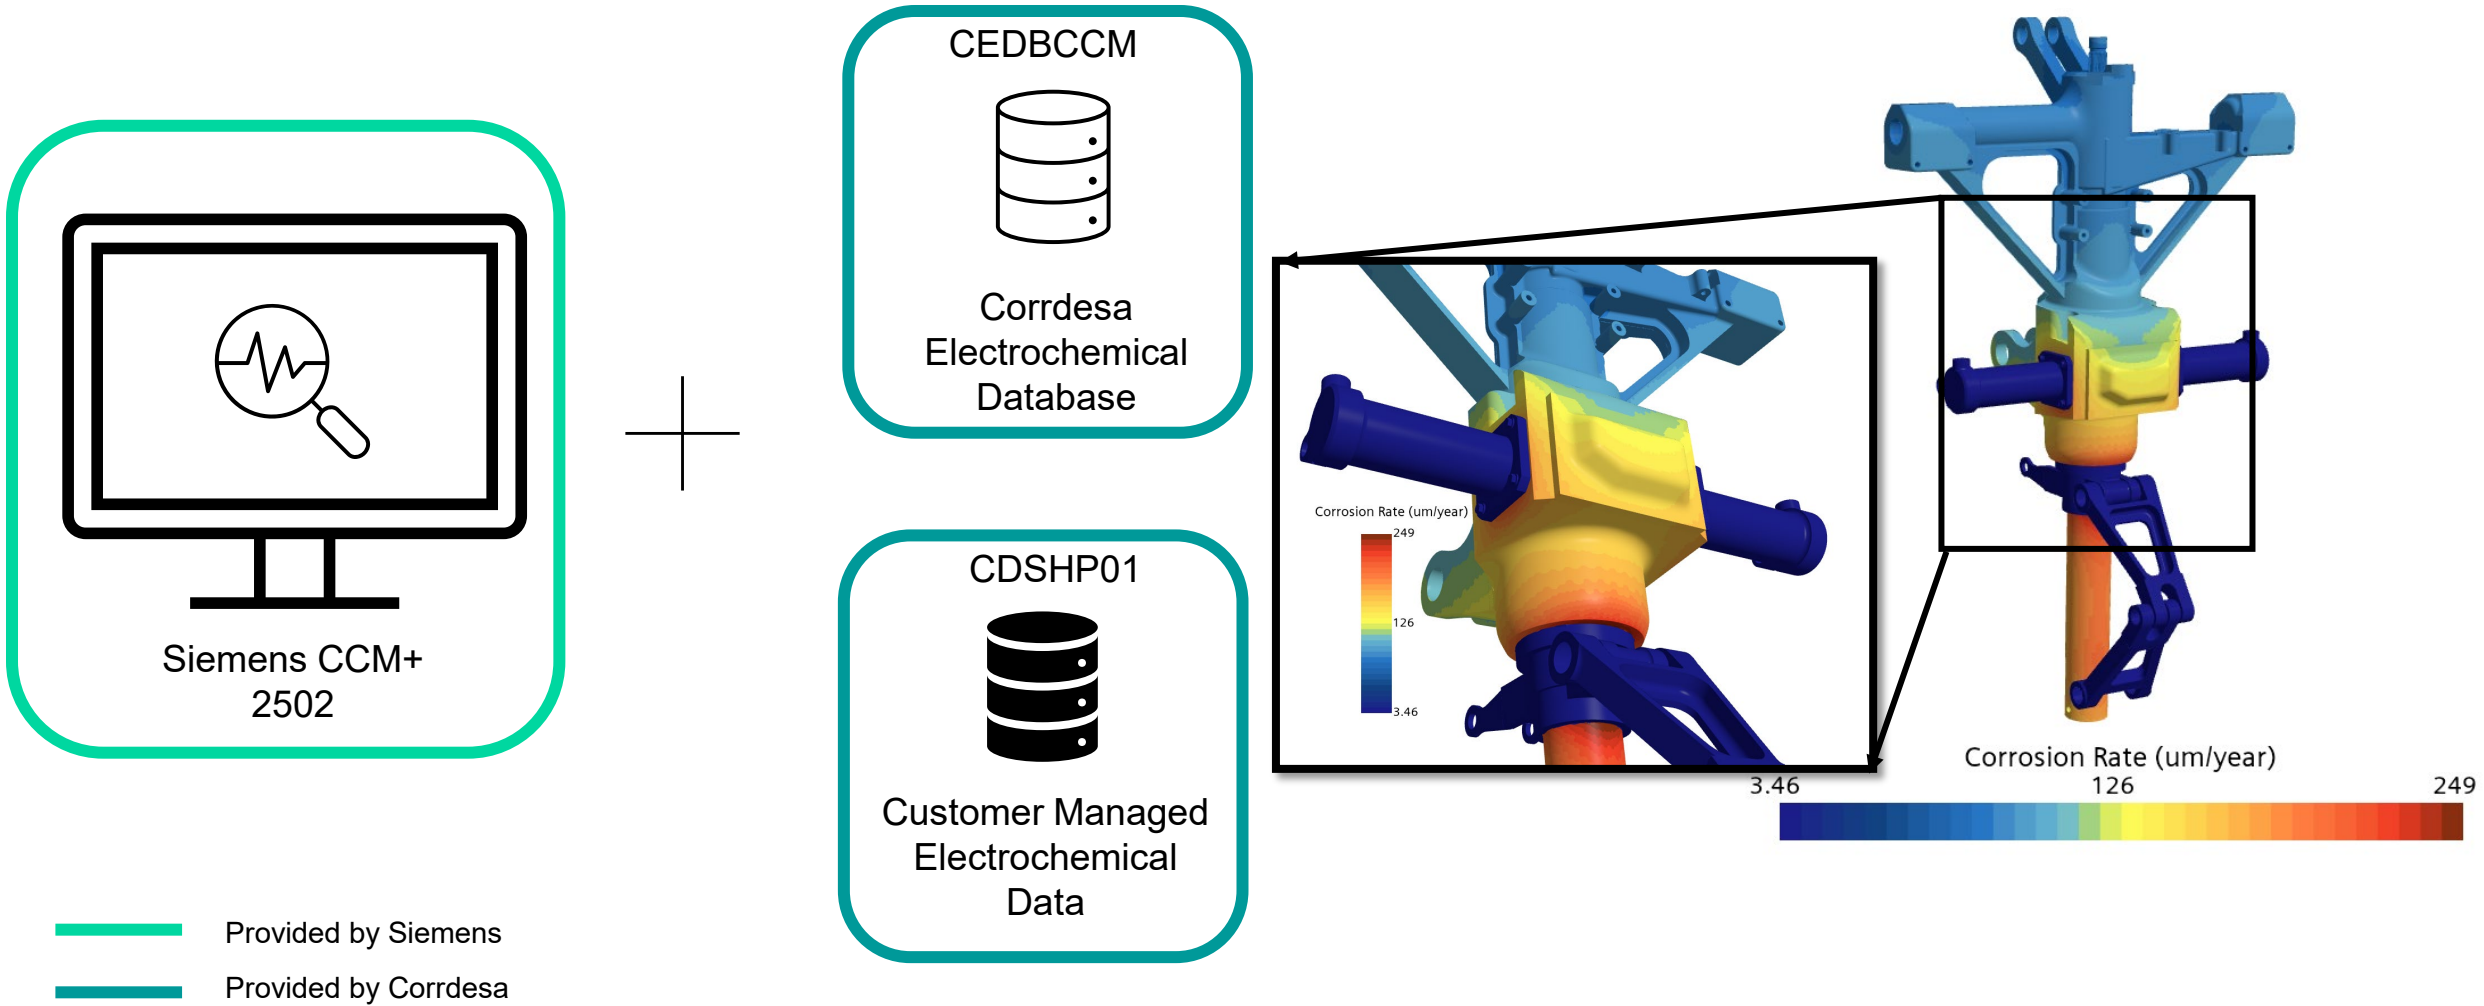 CEDBCCM
Corrdesa
Electrochemical
Database
Siemens CCM+
2502
CDSHP01
Customer Managed
Electrochemical
Data
Provided by Siemens
Provided by Corrdesa
Corrosion Rate (um/year)
249
126
3.46
Corrosion Rate (um/year)
3.46 126 249